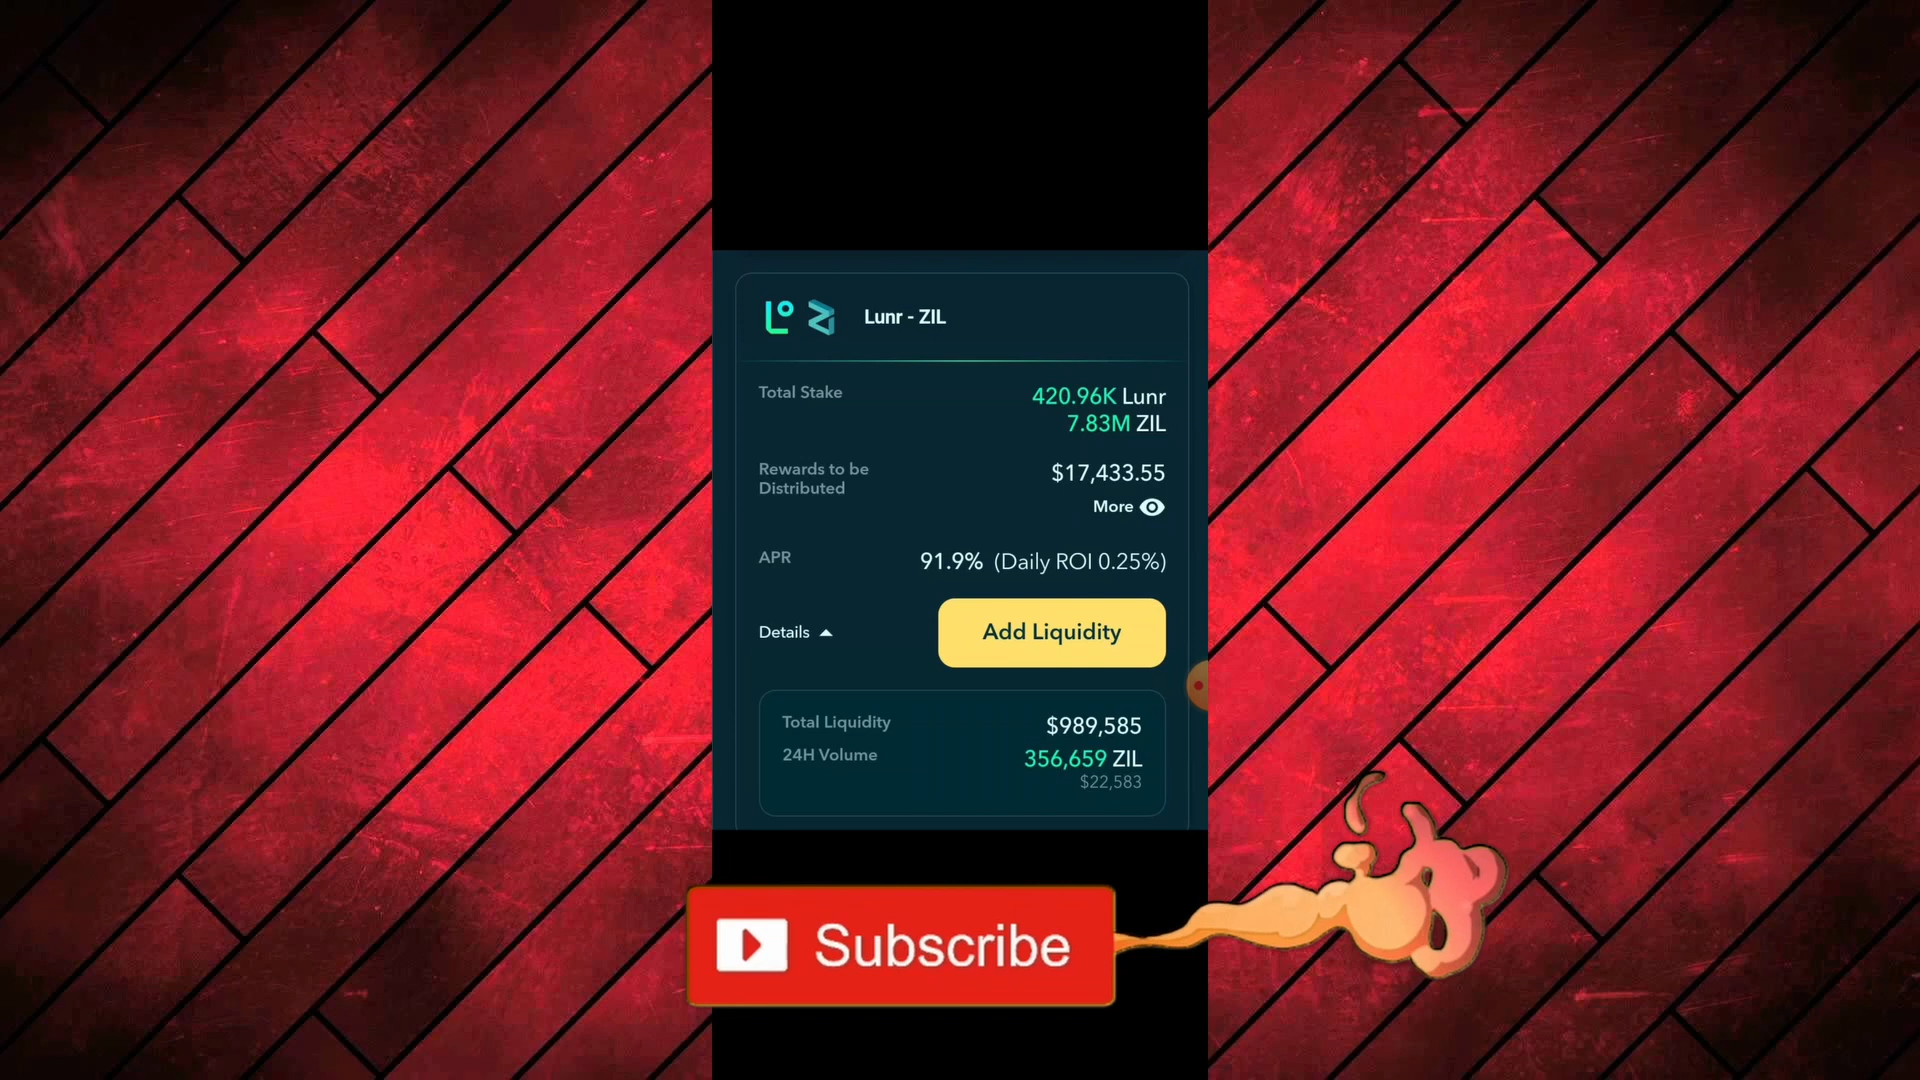 Lunr - ZIL
Total Stake
420.96K Lunr
7.83M ZIL
Rewards to be
Distributed
$17,433.55
More
APR
91.9% (Daily ROI 0.25%)
Details
Add Liquidity
Total Liquidity
$989,585
24H Volume
356,659 ZIL
$22,583
Subscribe